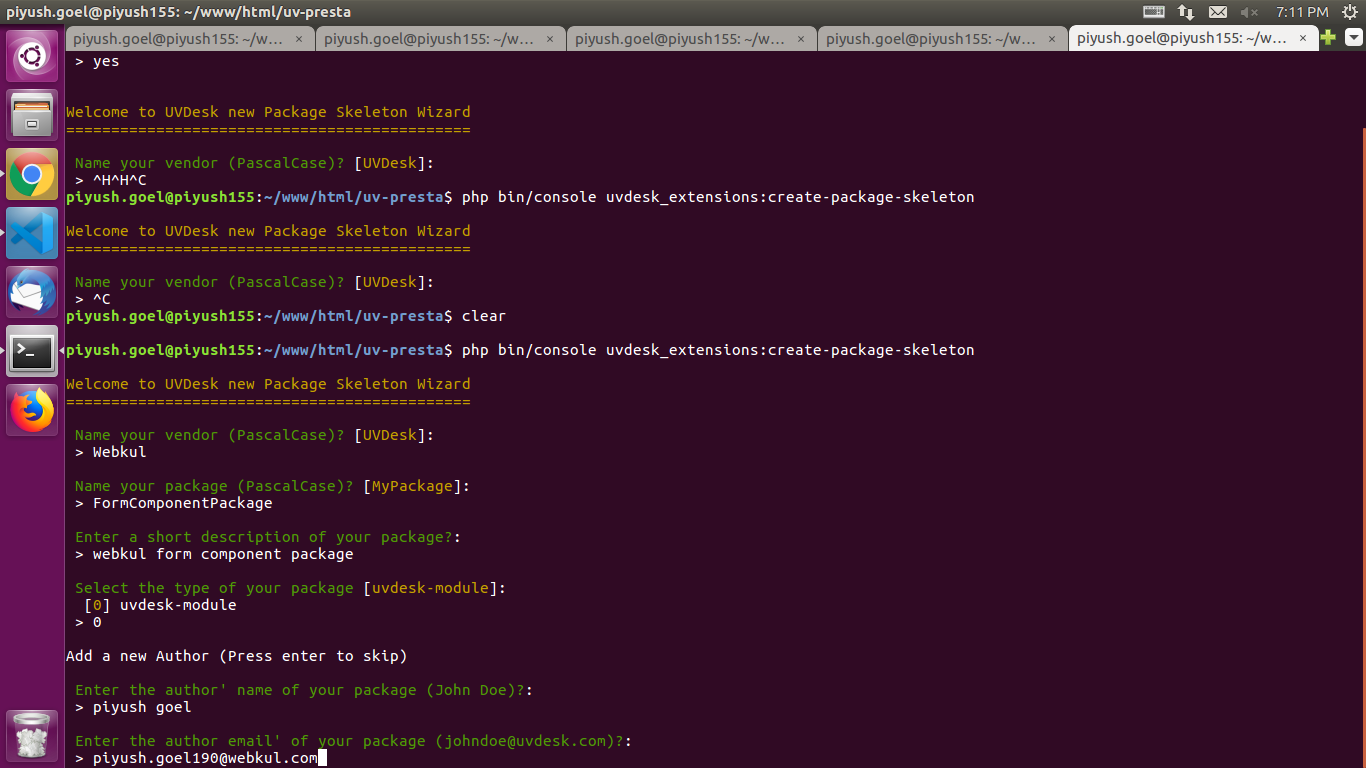 piyush.goel@piyush155: ~/www/html/uv-presta
7:11 PM
piyush.goel@piyush155: ~/w... ×
piyush.goel@piyush155: ~/w... ×
piyush.goel@piyush155: ~/w... ×
piyush.goel@piyush155: ~/w... ×
piyush.goel@piyush155: ~/w... ×
> yes
Welcome to UVDesk new Package Skeleton Wizard
=============================================
Name your vendor (PascalCase)? [UVDesk]:
> ^H^H^C
piyush.goel@piyush155:~/www/html/uv-presta$ php bin/console uvdesk_extensions:create-package-skeleton
Welcome to UVDesk new Package Skeleton Wizard
=============================================
Name your vendor (PascalCase)? [UVDesk]:
> ^C
piyush.goel@piyush155:~/www/html/uv-presta$ clear
piyush.goel@piyush155:~/www/html/uv-presta$ php bin/console uvdesk_extensions:create-package-skeleton
Welcome to UVDesk new Package Skeleton Wizard
=============================================
Name your vendor (PascalCase)? [UVDesk]:
> Webkul
Name your package (PascalCase)? [MyPackage]:
> FormComponentPackage
Enter a short description of your package?:
> webkul form component package
Select the type of your package [uvdesk-module]:
[0] uvdesk-module
> 0
Add a new Author (Press enter to skip)
Enter the author' name of your package (John Doe)?:
> piyush goel
Enter the author email' of your package (johndoe@uvdesk.com)?:
> piyush.goel190@webkul.com